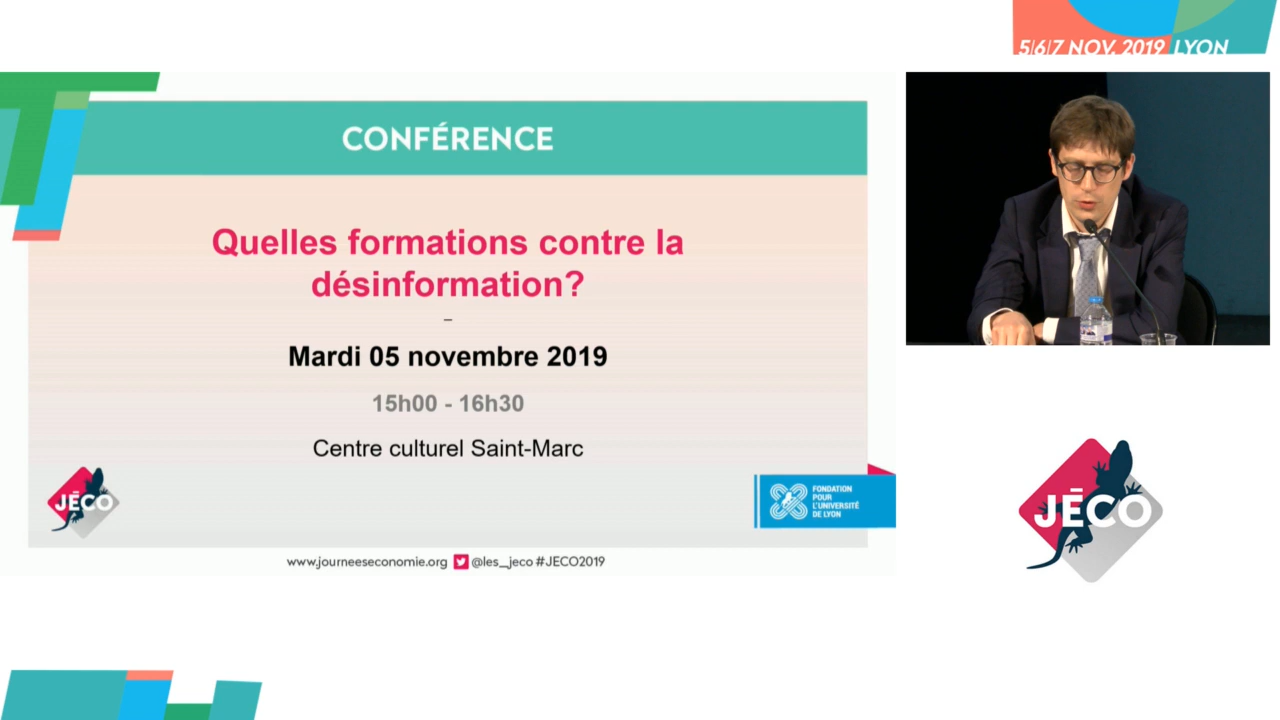 5|6|7 NOV. 2019 LYON
CONFÉRENCE
Quelles formations contre la
désinformation?
–
Mardi 05 novembre 2019
15h00 - 16h30
Centre culturel Saint-Marc
JÉCO
FONDATION
POUR
L'UNIVERSITÉ
DE LYON
www.journeeseconomie.org @les_jeco #JECO2019
JÉCO